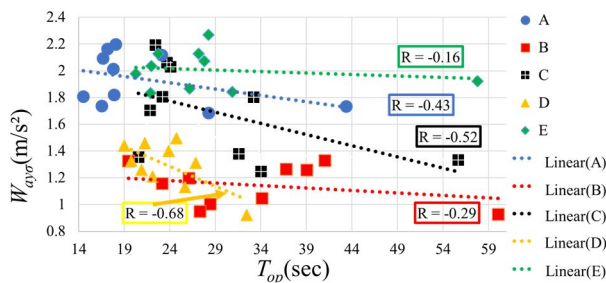 2.4
2.2
2
1.8
1.6
1.4
1.2
1
0.8
W_ayσ(m/s²)
R = -0.16
R = -0.43
R = -0.52
R = -0.68
R = -0.29
14 19 24 29 34 39 44 49 54 59
T_op(sec)
A
B
C
D
E
Linear(A)
Linear(B)
Linear(C)
Linear(D)
Linear(E)